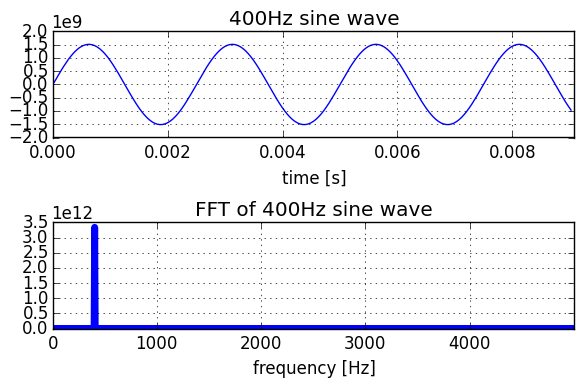 400Hz sine wave
1e9
2.0
1.5
1.0
0.5
0.0
−0.5
−1.0
−1.5
−2.0
0.000 0.002 0.004 0.006 0.008
time [s]
FFT of 400Hz sine wave
1e12
3.5
3.0
2.5
2.0
1.5
1.0
0.5
0.0
0 1000 2000 3000 4000
frequency [Hz]